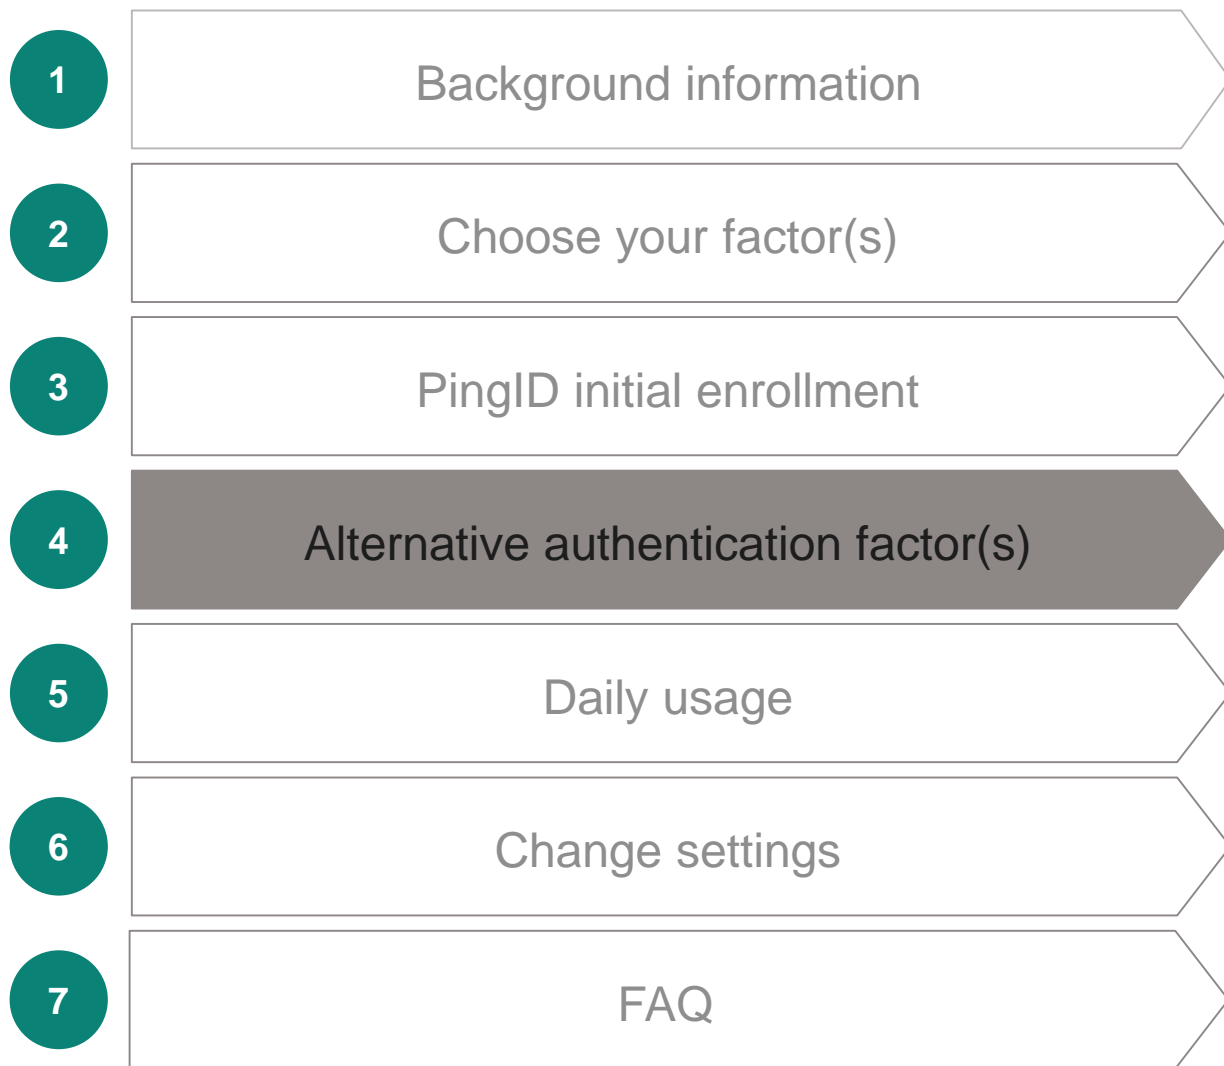 1
Background information
2
Choose your factor(s)
3
PingID initial enrollment
4
Alternative authentication factor(s)
5
Daily usage
6
Change settings
7
FAQ